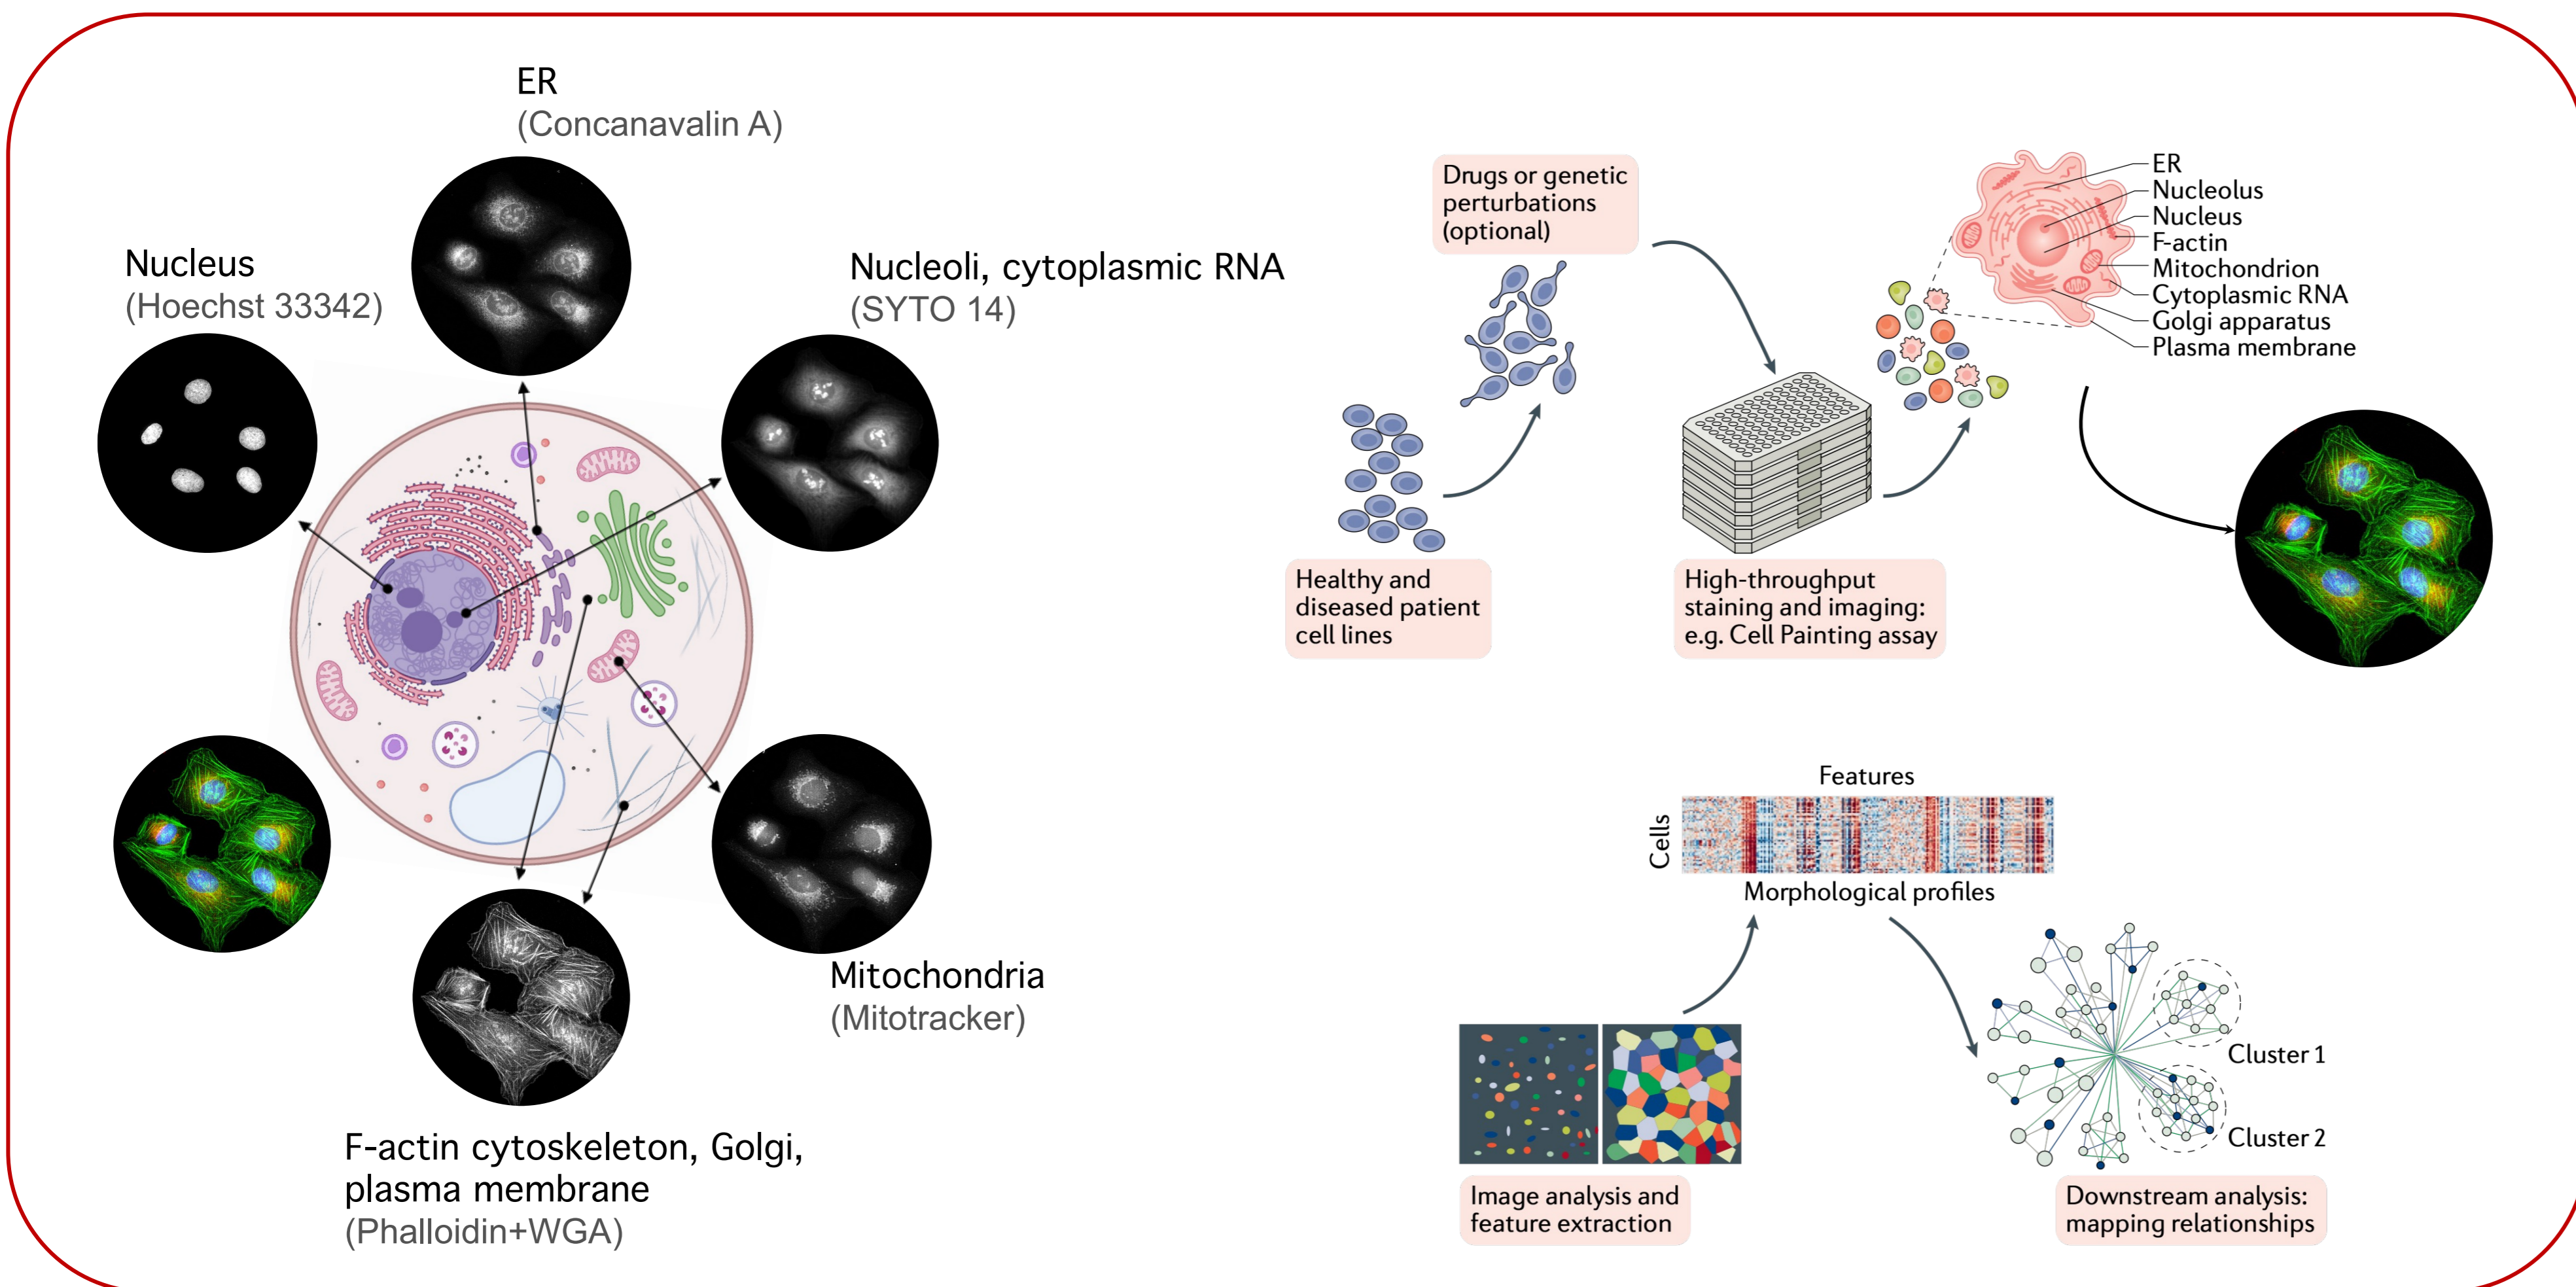 ER
(Concanavalin A)
Nucleus
(Hoechst 33342)
Nucleoli, cytoplasmic RNA
(SYTO 14)
Mitochondria
(Mitotracker)
F-actin cytoskeleton, Golgi,
plasma membrane
(Phalloidin+WGA)
Drugs or genetic
perturbations
(optional)
ER
Nucleolus
Nucleus
F-actin
Mitochondrion
Cytoplasmic RNA
Golgi apparatus
Plasma membrane
Healthy and
diseased patient
cell lines
High-throughput
staining and imaging:
e.g. Cell Painting assay
Features
Cells
Morphological profiles
Cluster 1
Cluster 2
Image analysis and
feature extraction
Downstream analysis:
mapping relationships